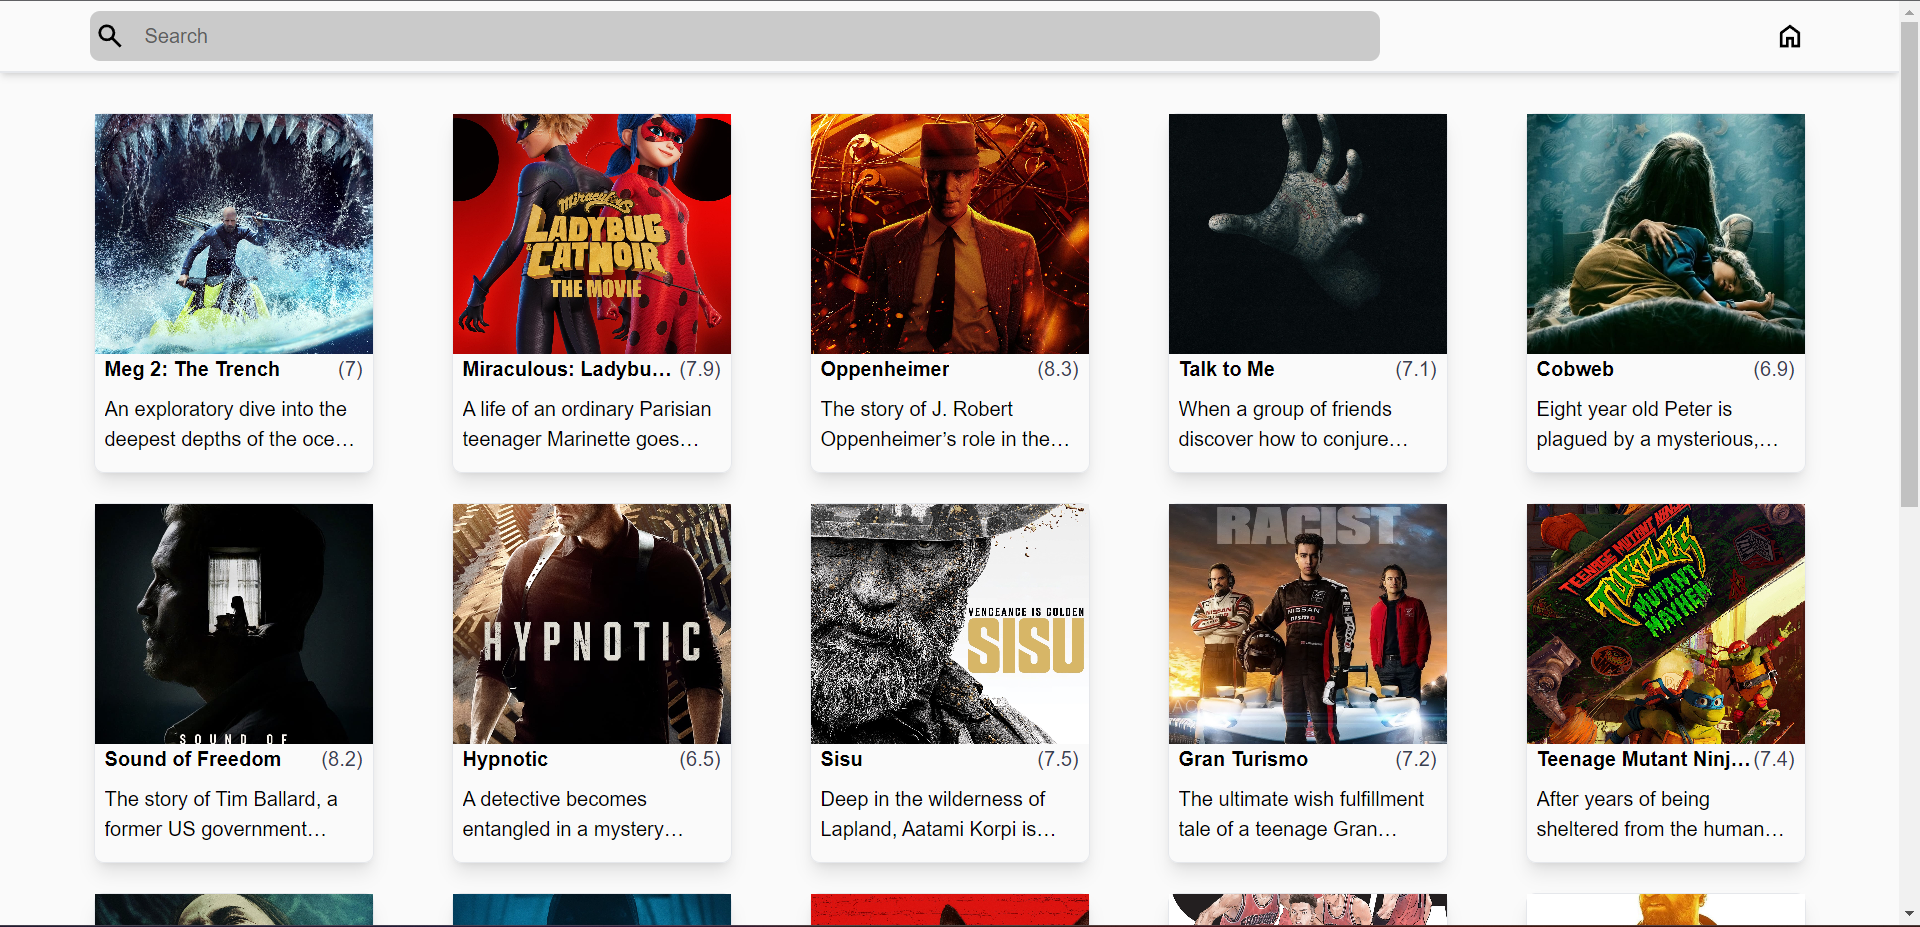 Search
Miraculous
LADYBUG
& CATNOIR
THE MOVIE
Meg 2: The Trench (7)
An exploratory dive into the
deepest depths of the oce…
Miraculous: Ladybu… (7.9)
A life of an ordinary Parisian
teenager Marinette goes…
Oppenheimer (8.3)
The story of J. Robert
Oppenheimer’s role in the…
Talk to Me (7.1)
When a group of friends
discover how to conjure…
Cobweb (6.9)
Eight year old Peter is
plagued by a mysterious,…
SOUND OF
HYPNOTIC
VENGEANCE IS GOLDEN
SISU
RACIST
NISSAN
NISSAN
nismo
TEENAGE MUTANT NINJA
TURTLES
MUTANT
MAYHEM
Sound of Freedom (8.2)
The story of Tim Ballard, a
former US government…
Hypnotic (6.5)
A detective becomes
entangled in a mystery…
Sisu (7.5)
Deep in the wilderness of
Lapland, Aatami Korpi is…
Gran Turismo (7.2)
The ultimate wish fulfillment
tale of a teenage Gran…
Teenage Mutant Ninj… (7.4)
After years of being
sheltered from the human…